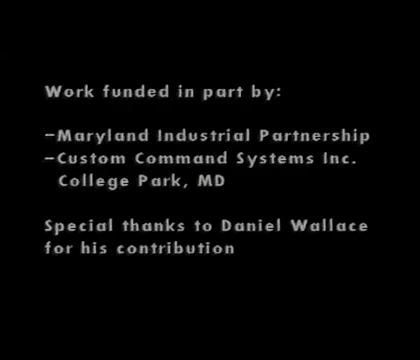 Work funded in part by:
-Maryland Industrial Partnership
-Custom Command Systems Inc.
College Park, MD
Special thanks to Daniel Wallace
for his contribution